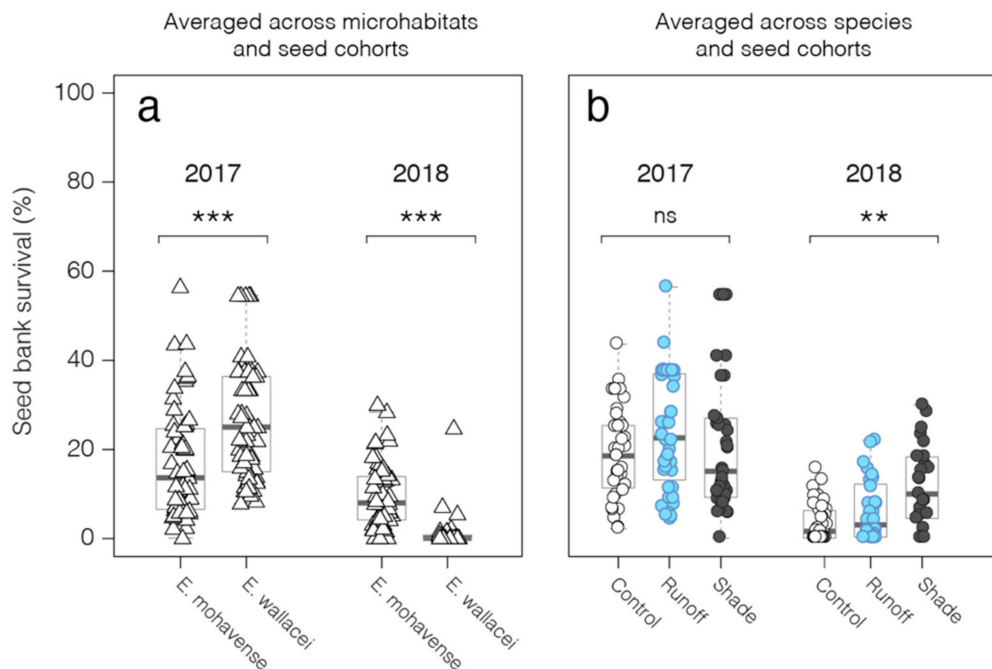 Averaged across microhabitats
and seed cohorts
Averaged across species
and seed cohorts
Seed bank survival (%)
100
80
60
40
20
0
a
2017
***
2018
***
E. mohavense
E. wallacei
E. mohavense
E. wallacei
b
2017
ns
2018
**
Control
Runoff
Shade
Control
Runoff
Shade